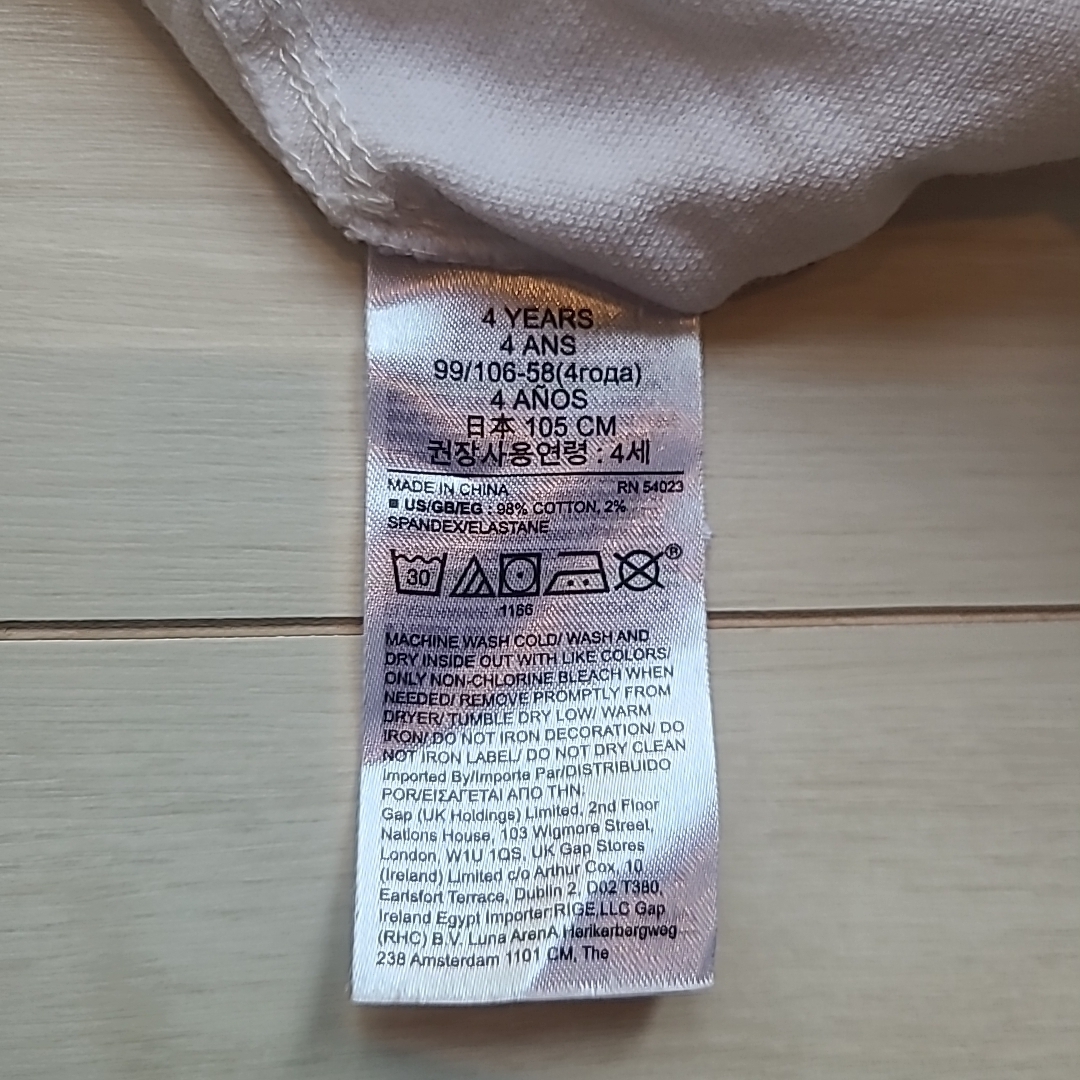 4 YEARS
4 ANS
99/106-58(4года)
4 AÑOS
日本 105 CM
권장사용연령 : 4세
MADE IN CHINA RN 54023
■ US/GB/EG : 98% COTTON, 2%
SPANDEX/ELASTANE
30 ®
1166
MACHINE WASH COLD/ WASH AND
DRY INSIDE OUT WITH LIKE COLORS/
ONLY NON-CHLORINE BLEACH WHEN
NEEDED/ REMOVE PROMPTLY FROM
DRYER/ TUMBLE DRY LOW/ WARM
IRON/ DO NOT IRON DECORATION/ DO
NOT IRON LABEL/ DO NOT DRY CLEAN
Imported By/Importe Par/DISTRIBUIDO
POR/ΕΙΣΑΓΕΤΑΙ ΑΠΟ ΤΗΝ:
Gap (UK Holdings) Limited, 2nd Floor
Nations House, 103 Wigmore Street,
London, W1U 1QS, UK Gap Stores
(Ireland) Limited c/o Arthur Cox, 10
Earlsfort Terrace, Dublin 2, D02 T380,
Ireland Egypt Importer:RIGE,LLC Gap
(RHC) B.V. Luna ArenA Herikerbergweg
238 Amsterdam 1101 CM, The